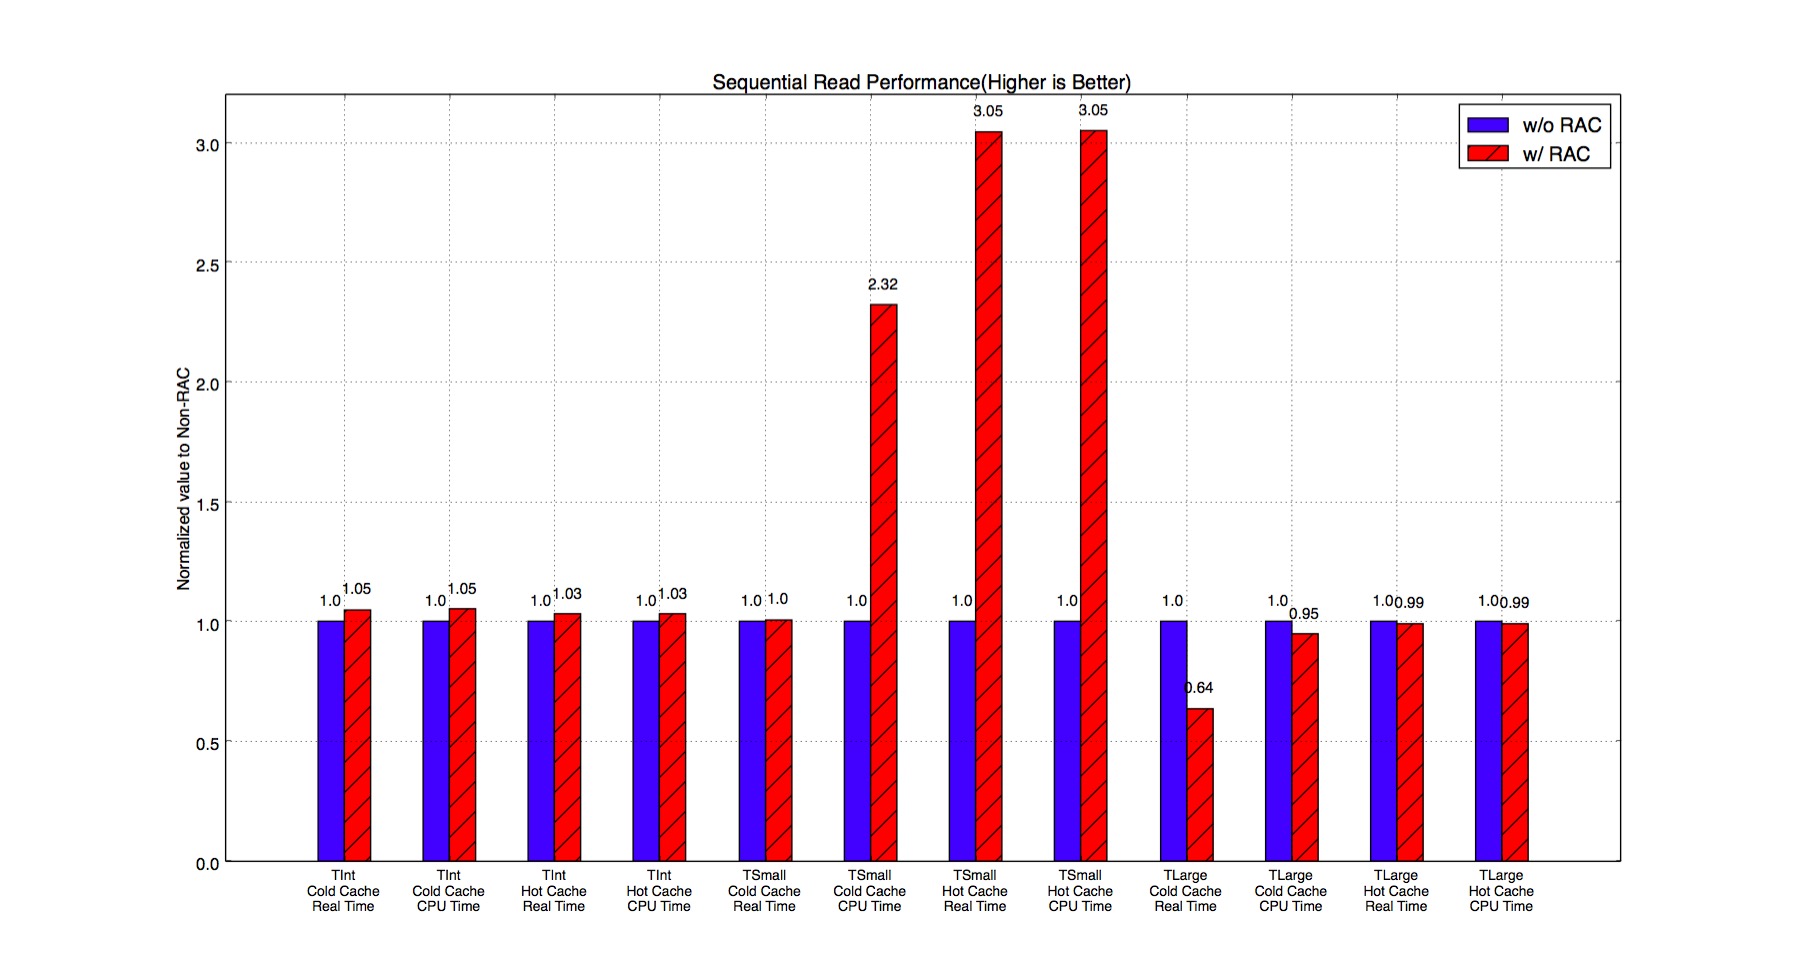 Sequential Read Performance(Higher is Better)
w/o RAC
w/ RAC
Normalized value to Non-RAC
3.0
2.5
2.0
1.5
1.0
0.5
0.0
1.0 1.05
1.0 1.05
1.0 1.03
1.0 1.03
1.0 1.0
1.0 2.32
1.0 3.05
1.0 3.05
1.0 0.64
1.0 0.95
1.0 0.99
1.0 0.99
TInt
Cold Cache
Real Time
TInt
Cold Cache
CPU Time
TInt
Hot Cache
Real Time
TInt
Hot Cache
CPU Time
TSmall
Cold Cache
Real Time
TSmall
Cold Cache
CPU Time
TSmall
Hot Cache
Real Time
TSmall
Hot Cache
CPU Time
TLarge
Cold Cache
Real Time
TLarge
Cold Cache
CPU Time
TLarge
Hot Cache
Real Time
TLarge
Hot Cache
CPU Time